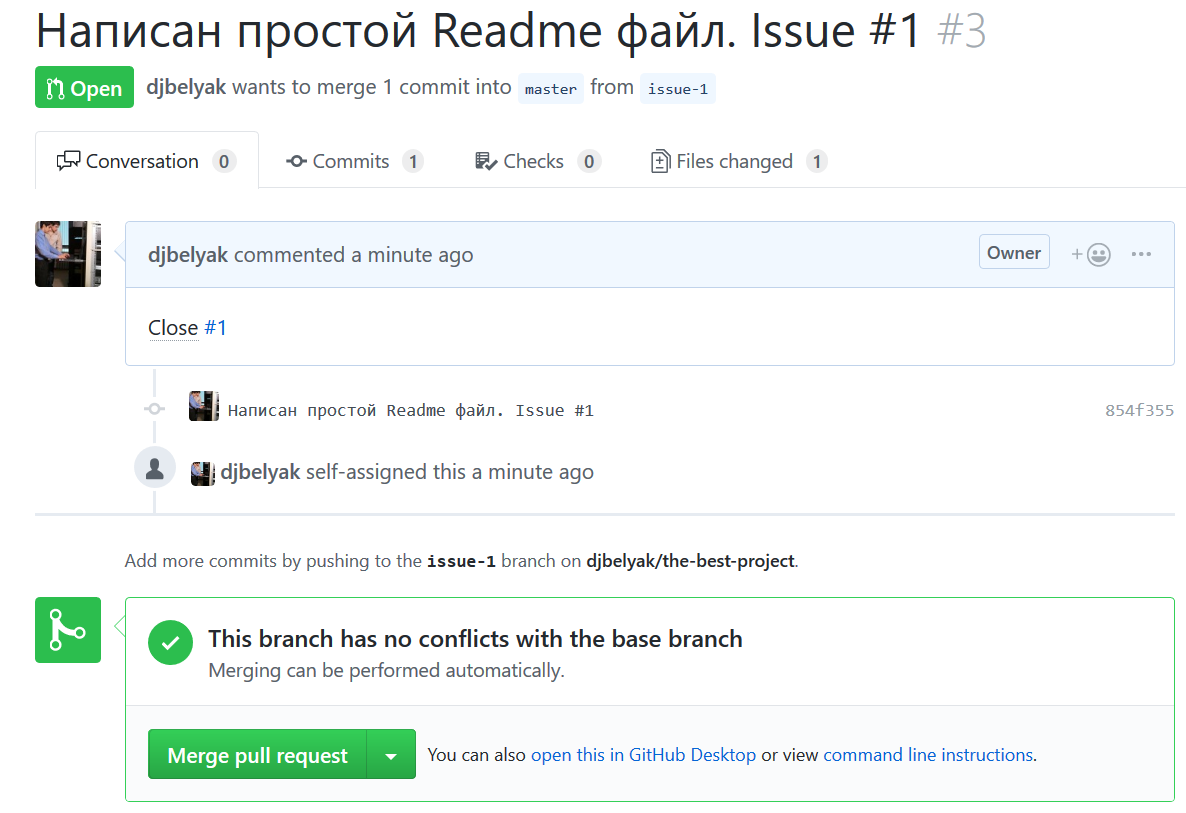 Написан простой Readme файл. Issue #1 #3
Open djbelyak wants to merge 1 commit into master from issue-1
Conversation 0 Commits 1 Checks 0 Files changed 1
djbelyak commented a minute ago Owner
Close #1
Написан простой Readme файл. Issue #1 854f355
djbelyak self-assigned this a minute ago
Add more commits by pushing to the issue-1 branch on djbelyak/the-best-project.
This branch has no conflicts with the base branch
Merging can be performed automatically.
Merge pull request You can also open this in GitHub Desktop or view command line instructions.